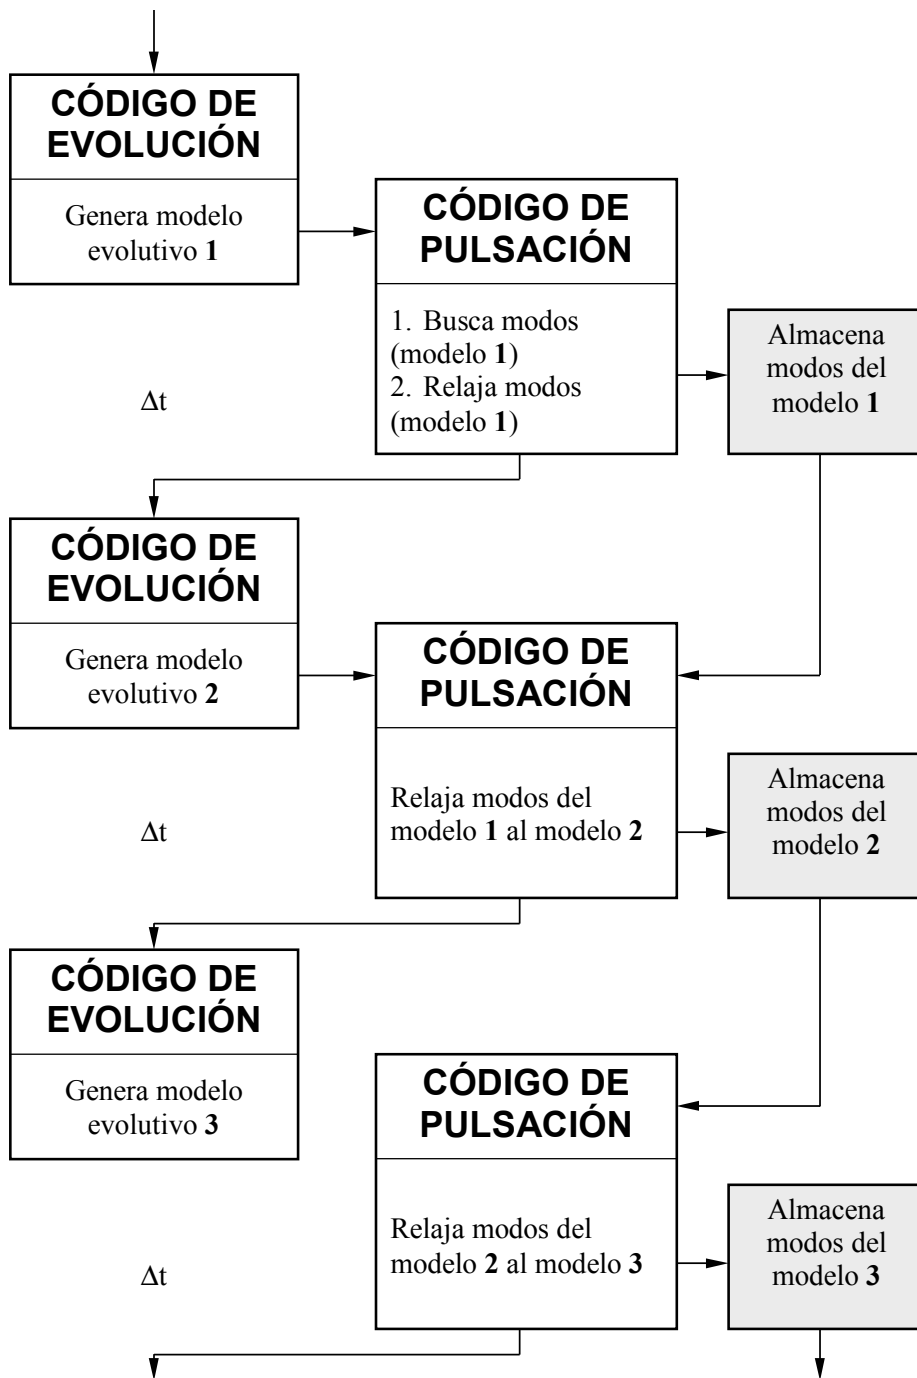 CÓDIGO DE
EVOLUCIÓN
Genera modelo
evolutivo 1
CÓDIGO DE
PULSACIÓN
1. Busca modos
(modelo 1)
2. Relaja modos
(modelo 1)
Almacena
modos del
modelo 1
Δt
CÓDIGO DE
EVOLUCIÓN
Genera modelo
evolutivo 2
CÓDIGO DE
PULSACIÓN
Relaja modos del
modelo 1 al modelo 2
Almacena
modos del
modelo 2
Δt
CÓDIGO DE
EVOLUCIÓN
Genera modelo
evolutivo 3
CÓDIGO DE
PULSACIÓN
Relaja modos del
modelo 2 al modelo 3
Almacena
modos del
modelo 3
Δt